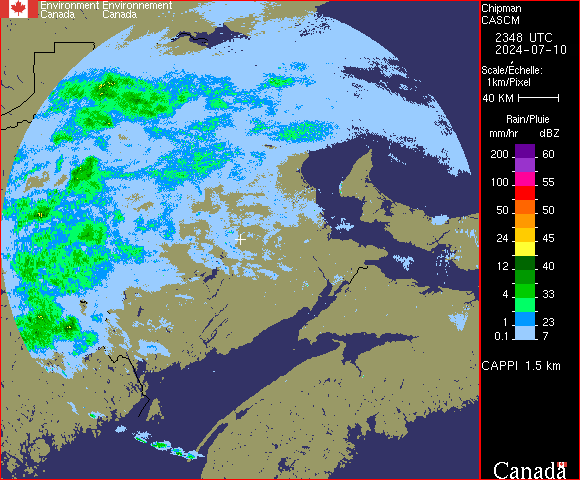 Environment Environnement
Canada Canada
Chipman
CASCM
2348 UTC
2024-07-10
Scale/Échelle:
1km/Pixel
40 KM
Rain/Pluie
mm/hr dBZ
200 60
100 55
50 50
24 45
12 40
4 33
1 23
0.1 7
CAPPI 1.5 km
Canada